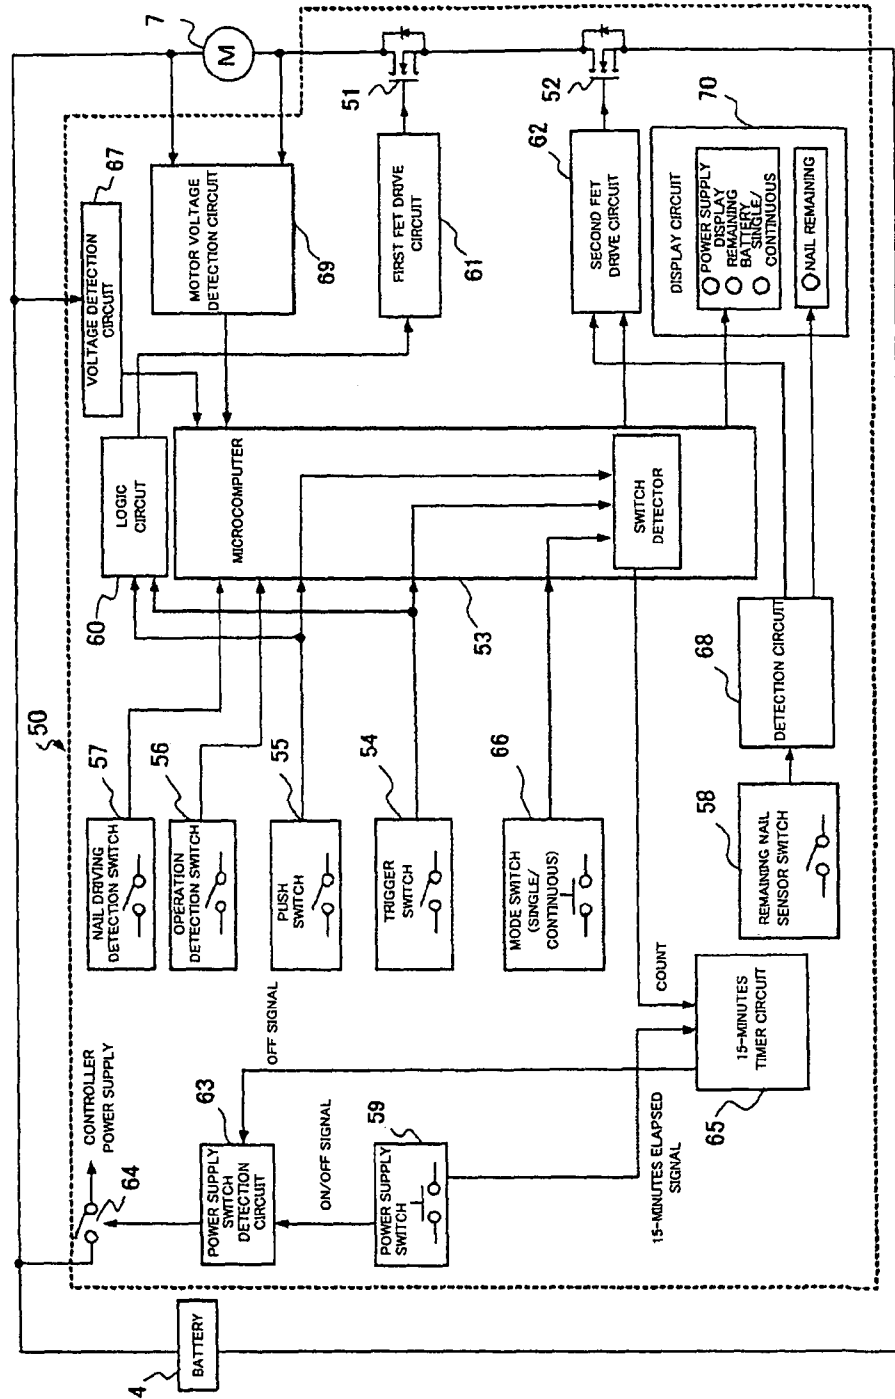 50
4
BATTERY
64
CONTROLLER
POWER SUPPLY
63
POWER SUPPLY
SWITCH
DETECTION
CIRCUIT
OFF SIGNAL
ON/OFF SIGNAL
59
POWER SUPPLY
SWITCH
15-MINUTES ELAPSED
SIGNAL
COUNT
15-MINUTES
TIMER CIRCUIT
65
57
NAIL DRIVING
DETECTION SWITCH
56
OPERATION
DETECTION SWITCH
55
PUSH
SWITCH
54
TRIGGER
SWITCH
66
MODE SWITCH
(SINGLE/
CONTINUOUS)
58
REMAINING NAIL
SENSOR SWITCH
68
DETECTION CIRCUIT
60
LOGIC
CIRCUT
MICROCOMPUTER
53
SWITCH
DETECTOR
67
VOLTAGE DETECTION
CIRCUIT
MOTOR VOLTAGE
DETECTION CIRCUIT
69
FIRST FET DRIVE
CIRCUIT
61
62
SECOND FET
DRIVE CIRCUIT
70
DISPLAY CIRCUIT
POWER SUPPLY
DISPLAY
REMAINING
BATTERY
SINGLE/
CONTINUOUS
NAIL REMAINING
7
M
51
52